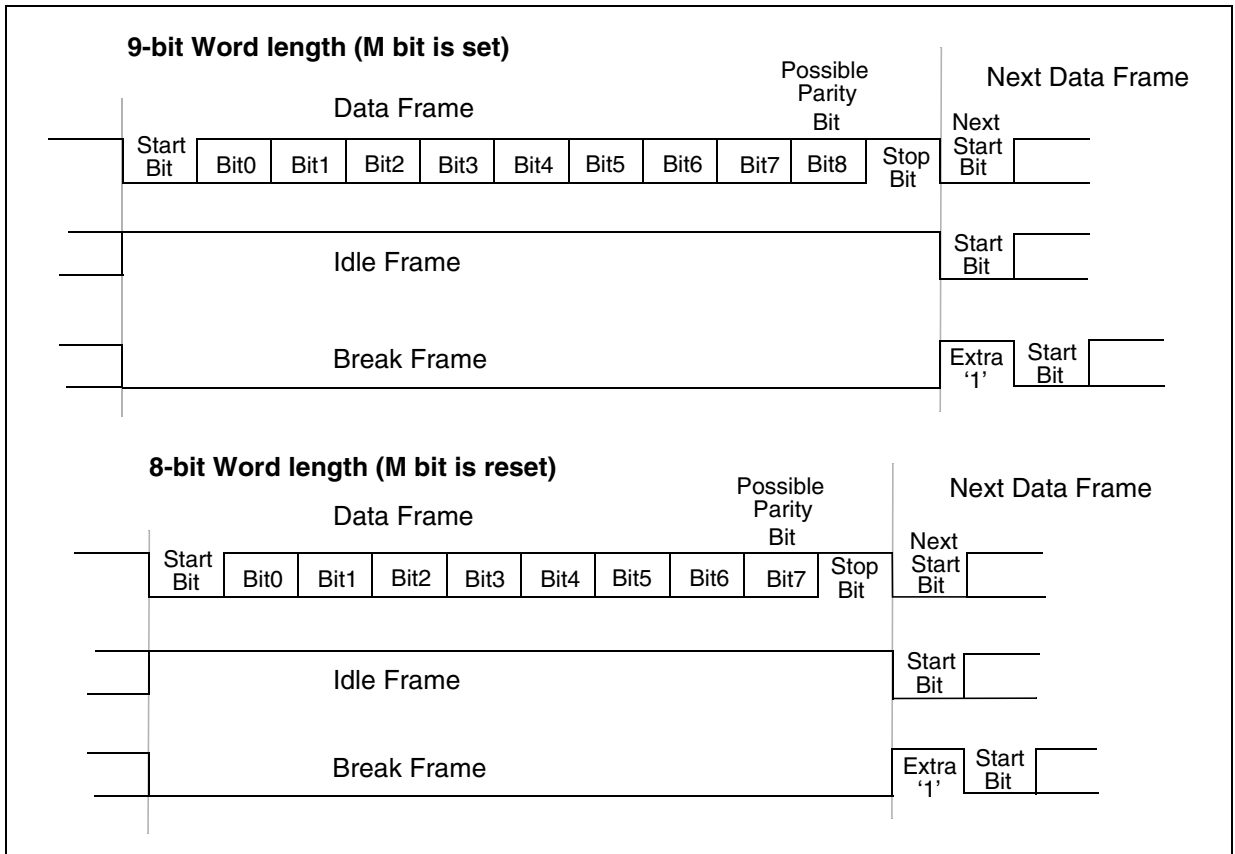 9-bit Word length (M bit is set)
Possible
Parity
Bit
Next Data Frame
Data Frame
Next
Start
Bit
Start
Bit
Bit0
Bit1
Bit2
Bit3
Bit4
Bit5
Bit6
Bit7
Bit8
Stop
Bit
Idle Frame
Start
Bit
Break Frame
Extra
‘1’
Start
Bit
8-bit Word length (M bit is reset)
Possible
Parity
Bit
Next Data Frame
Data Frame
Next
Start
Bit
Start
Bit
Bit0
Bit1
Bit2
Bit3
Bit4
Bit5
Bit6
Bit7
Stop
Bit
Idle Frame
Start
Bit
Break Frame
Extra
‘1’
Start
Bit